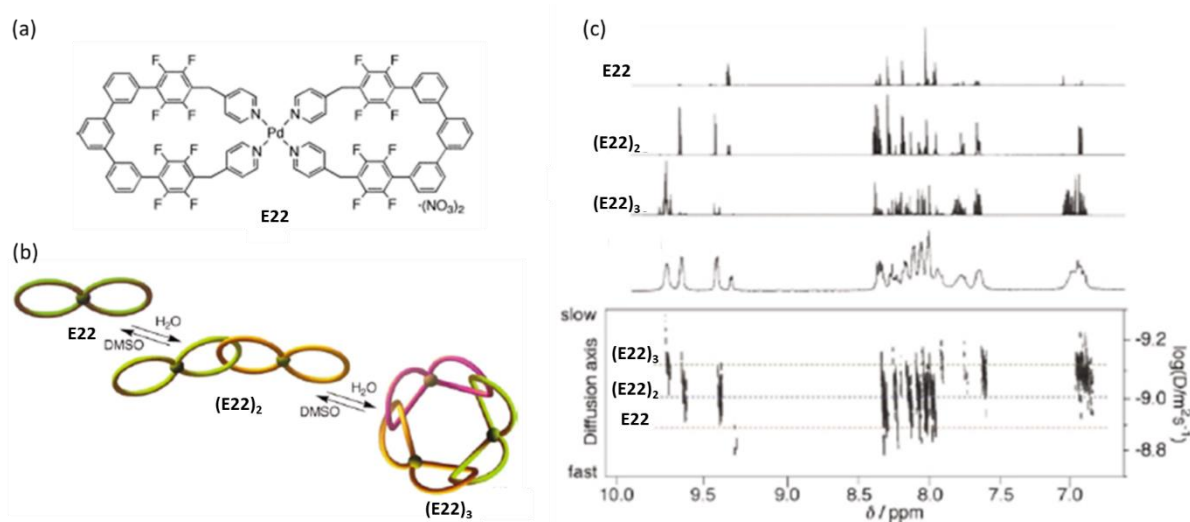 (a)
F F F F
F F F F
N N
Pd
N N
F F F F
F F F F
·(NO3)2
E22
(b)
E22
H2O
DMSO
(E22)2
H2O
DMSO
(E22)3
(c)
E22
(E22)2
(E22)3
slow
Diffusion axis
fast
(E22)3
(E22)2
E22
-9.2
-9.0
-8.8
log(D/m2s-1)
10.0 9.5 9.0 8.5 8.0 7.5 7.0
δ / ppm